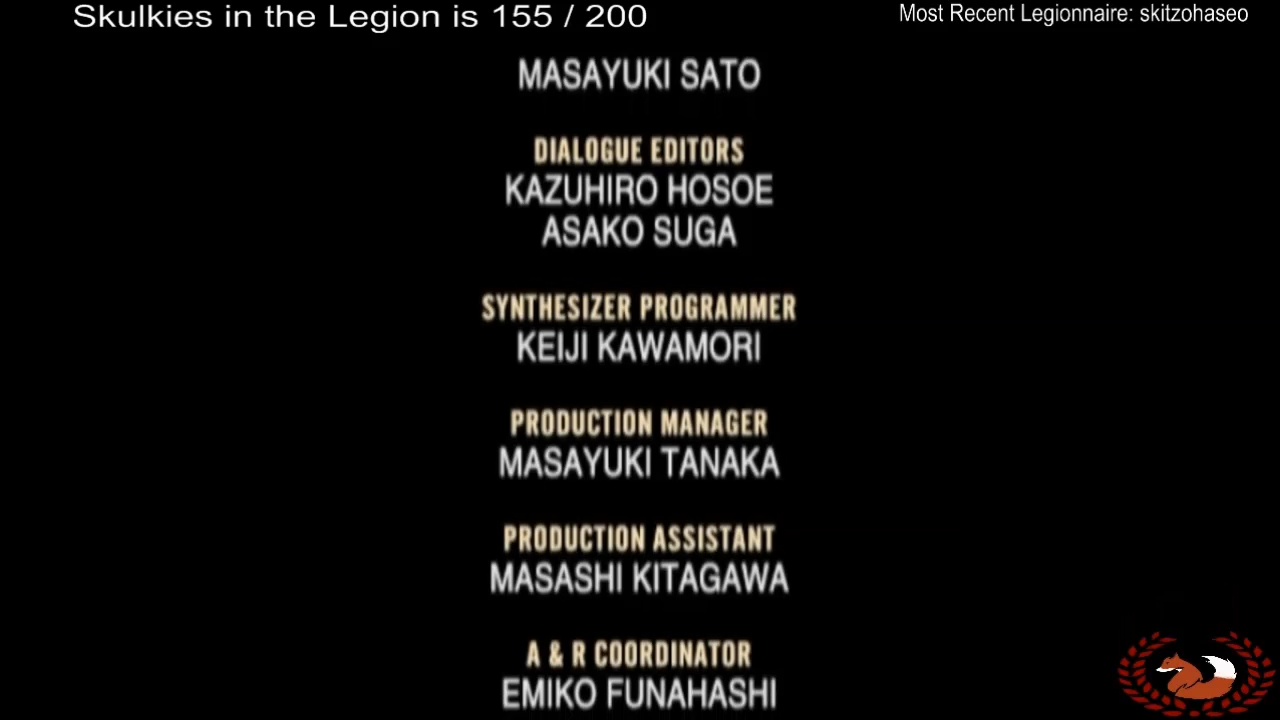 Skulkies in the Legion is 155 / 200
Most Recent Legionnaire: skitzohaseo
MASAYUKI SATO
DIALOGUE EDITORS
KAZUHIRO HOSOE
ASAKO SUGA
SYNTHESIZER PROGRAMMER
KEIJI KAWAMORI
PRODUCTION MANAGER
MASAYUKI TANAKA
PRODUCTION ASSISTANT
MASASHI KITAGAWA
A & R COORDINATOR
EMIKO FUNAHASHI